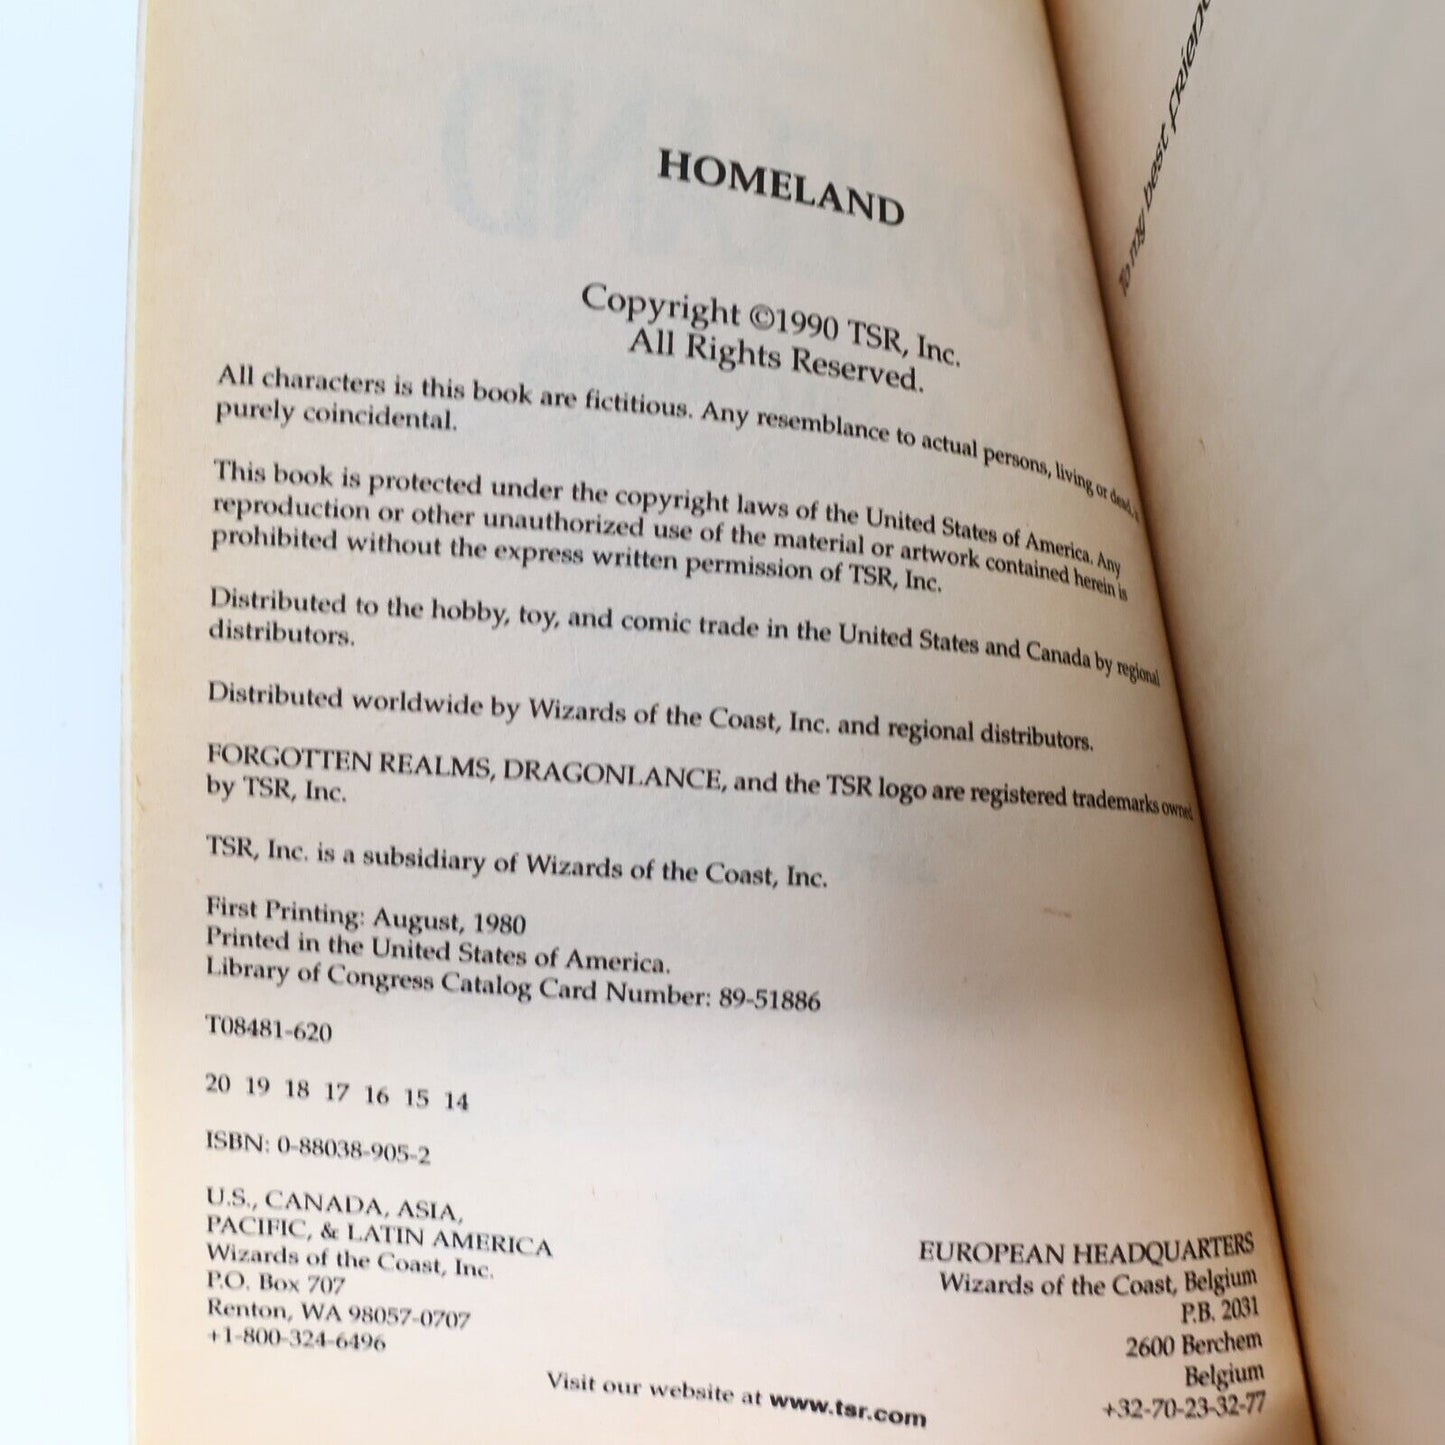 HOMELAND
Copyright ©1990 TSR, Inc.
All Rights Reserved.
All characters is this book are fictitious. Any resemblance to actual persons, living or dead,
purely coincidental.
This book is protected under the copyright laws of the United States of America. Any
reproduction or other unauthorized use of the material or artwork contained herein is
prohibited without the express written permission of TSR, Inc.
Distributed to the hobby, toy, and comic trade in the United States and Canada by regional
distributors.
Distributed worldwide by Wizards of the Coast, Inc. and regional distributors.
FORGOTTEN REALMS, DRAGONLANCE, and the TSR logo are registered trademarks owned
by TSR, Inc.
TSR, Inc. is a subsidiary of Wizards of the Coast, Inc.
First Printing: August, 1980
Printed in the United States of America.
Library of Congress Catalog Card Number: 89-51886
T08481-620
20 19 18 17 16 15 14
ISBN: 0-88038-905-2
U.S., CANADA, ASIA,
PACIFIC, & LATIN AMERICA
Wizards of the Coast, Inc.
P.O. Box 707
Renton, WA 98057-0707
+1-800-324-6496
EUROPEAN HEADQUARTERS
Wizards of the Coast, Belgium
P.B. 2031
2600 Berchem
Belgium
+32-70-23-32-77
Visit our website at www.tsr.com
To my best friend